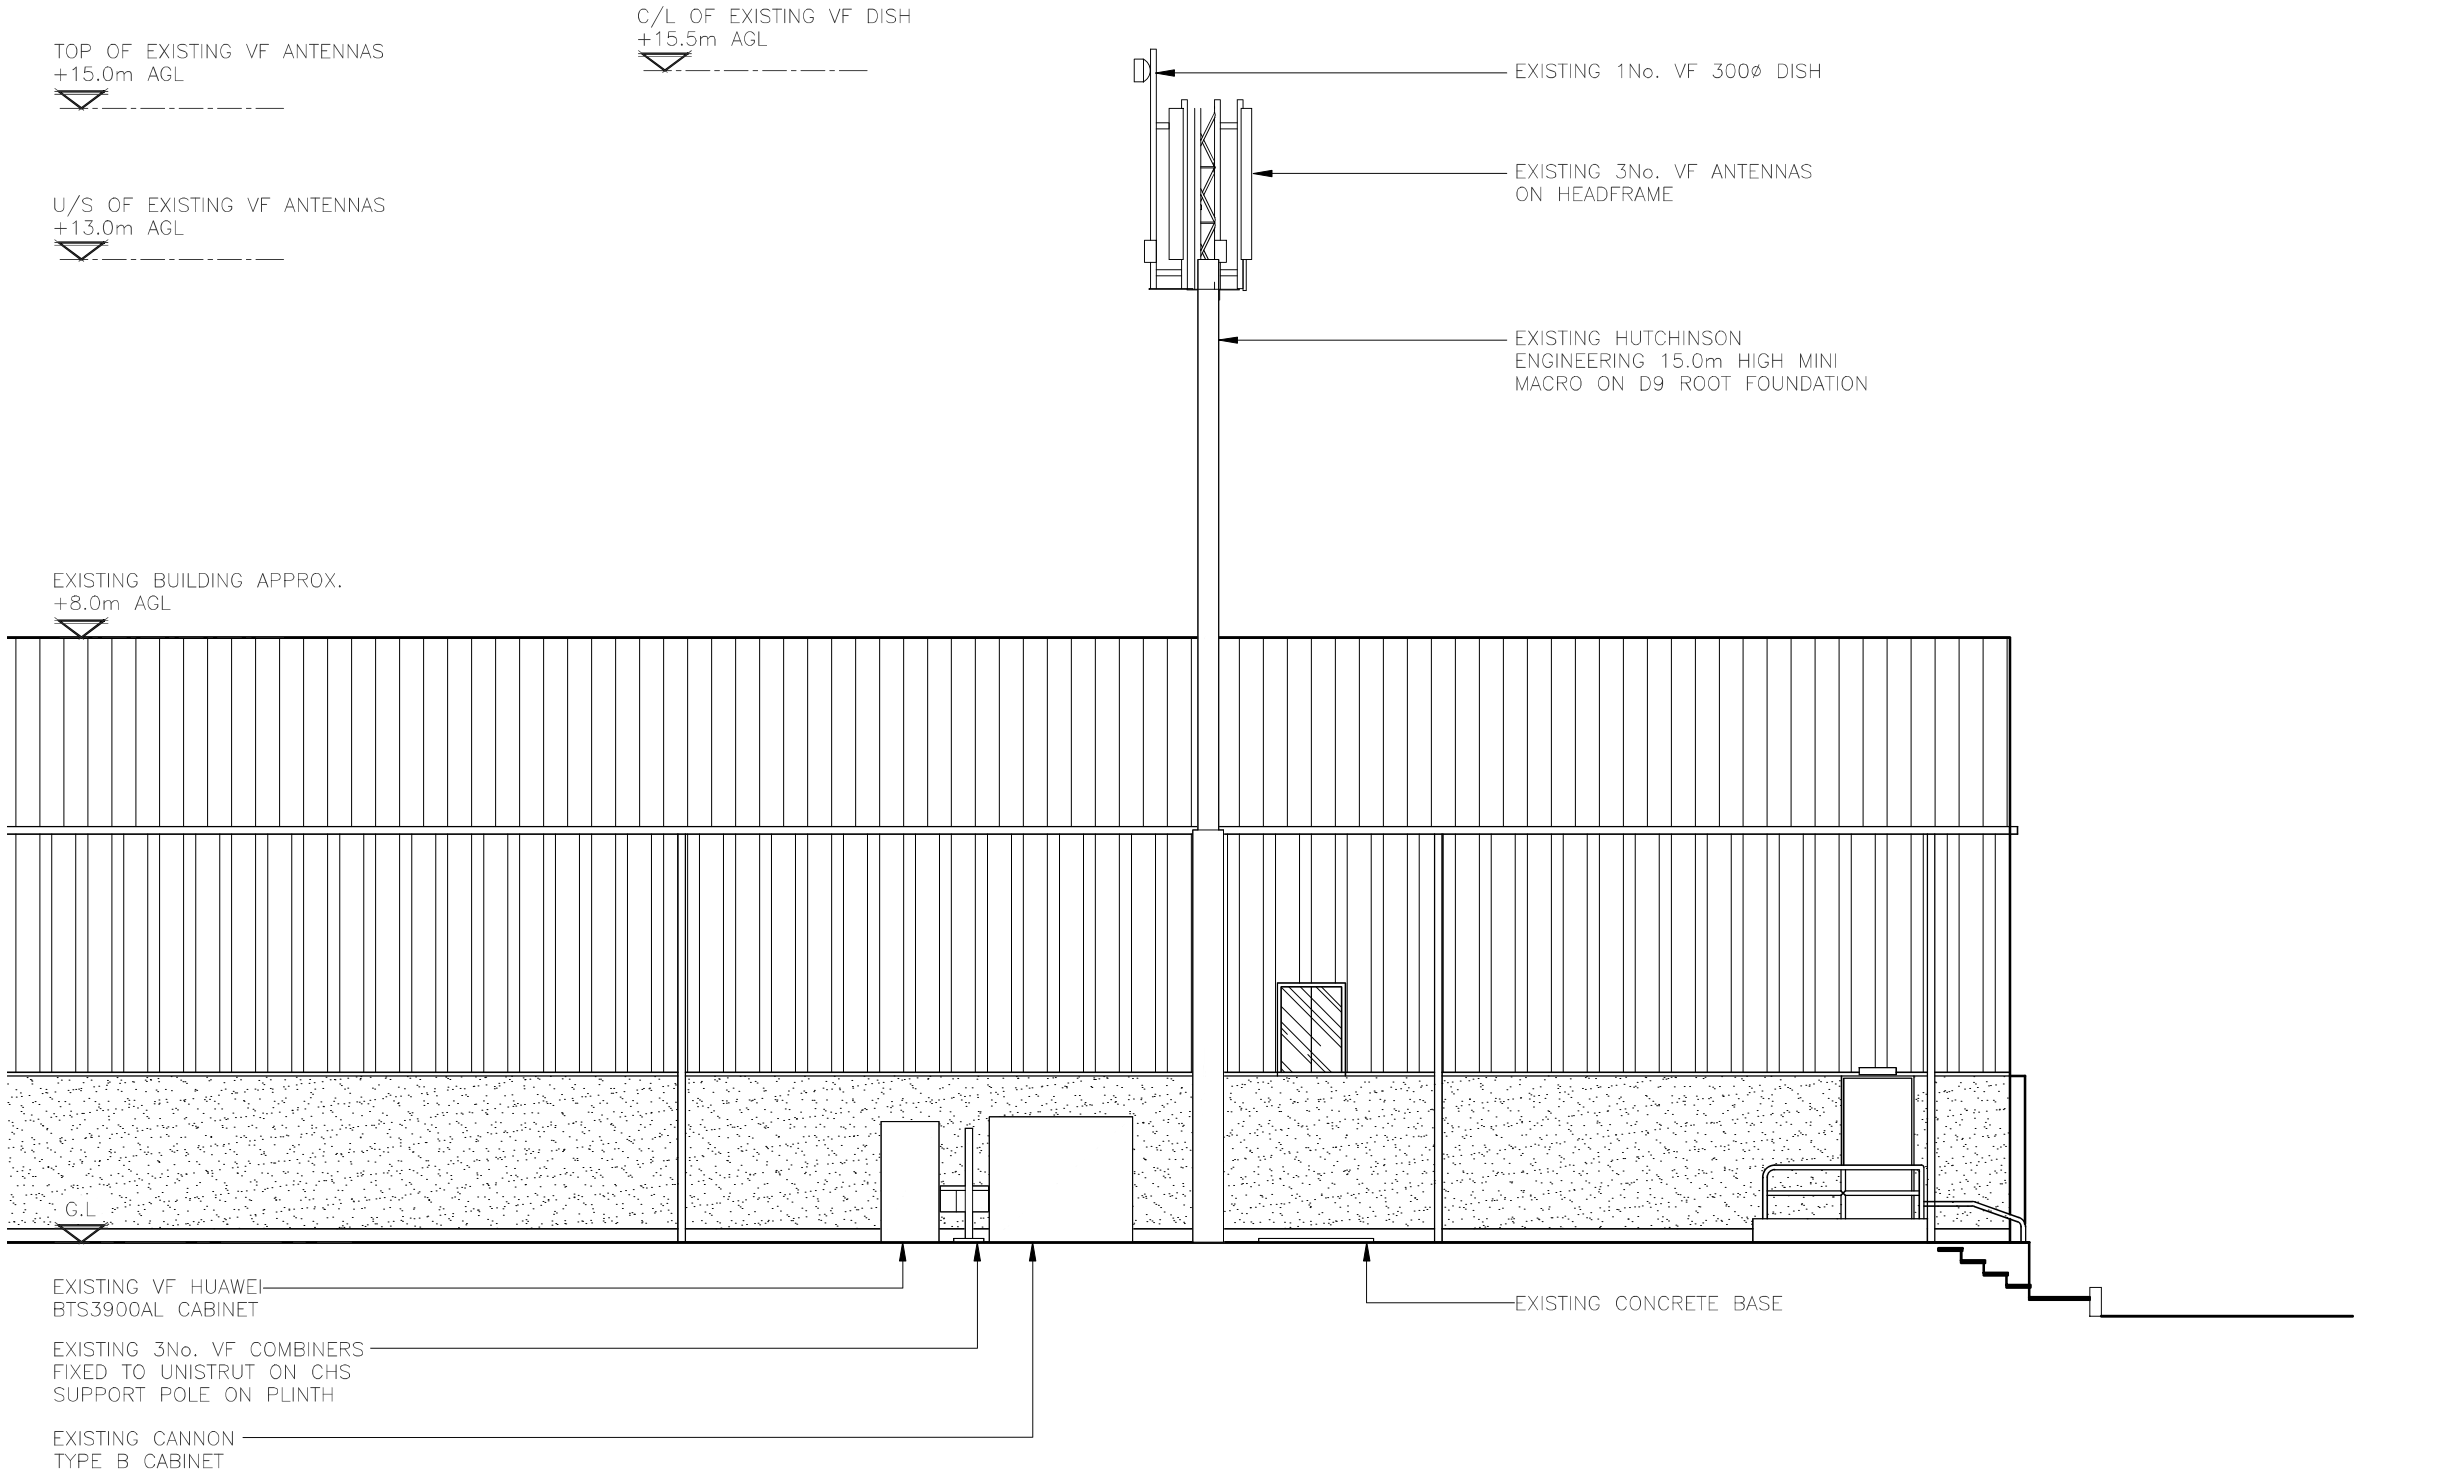 C/L OF EXISTING VF DISH
+15.5m AGL
TOP OF EXISTING VF ANTENNAS
+15.0m AGL
EXISTING 1No. VF 300ø DISH
EXISTING 3No. VF ANTENNAS
ON HEADFRAME
U/S OF EXISTING VF ANTENNAS
+13.0m AGL
EXISTING HUTCHINSON
ENGINEERING 15.0m HIGH MINI
MACRO ON D9 ROOT FOUNDATION
EXISTING BUILDING APPROX.
+8.0m AGL
G.L
EXISTING VF HUAWEI
BTS3900AL CABINET
EXISTING CONCRETE BASE
EXISTING 3No. VF COMBINERS
FIXED TO UNISTRUT ON CHS
SUPPORT POLE ON PLINTH
EXISTING CANNON
TYPE B CABINET